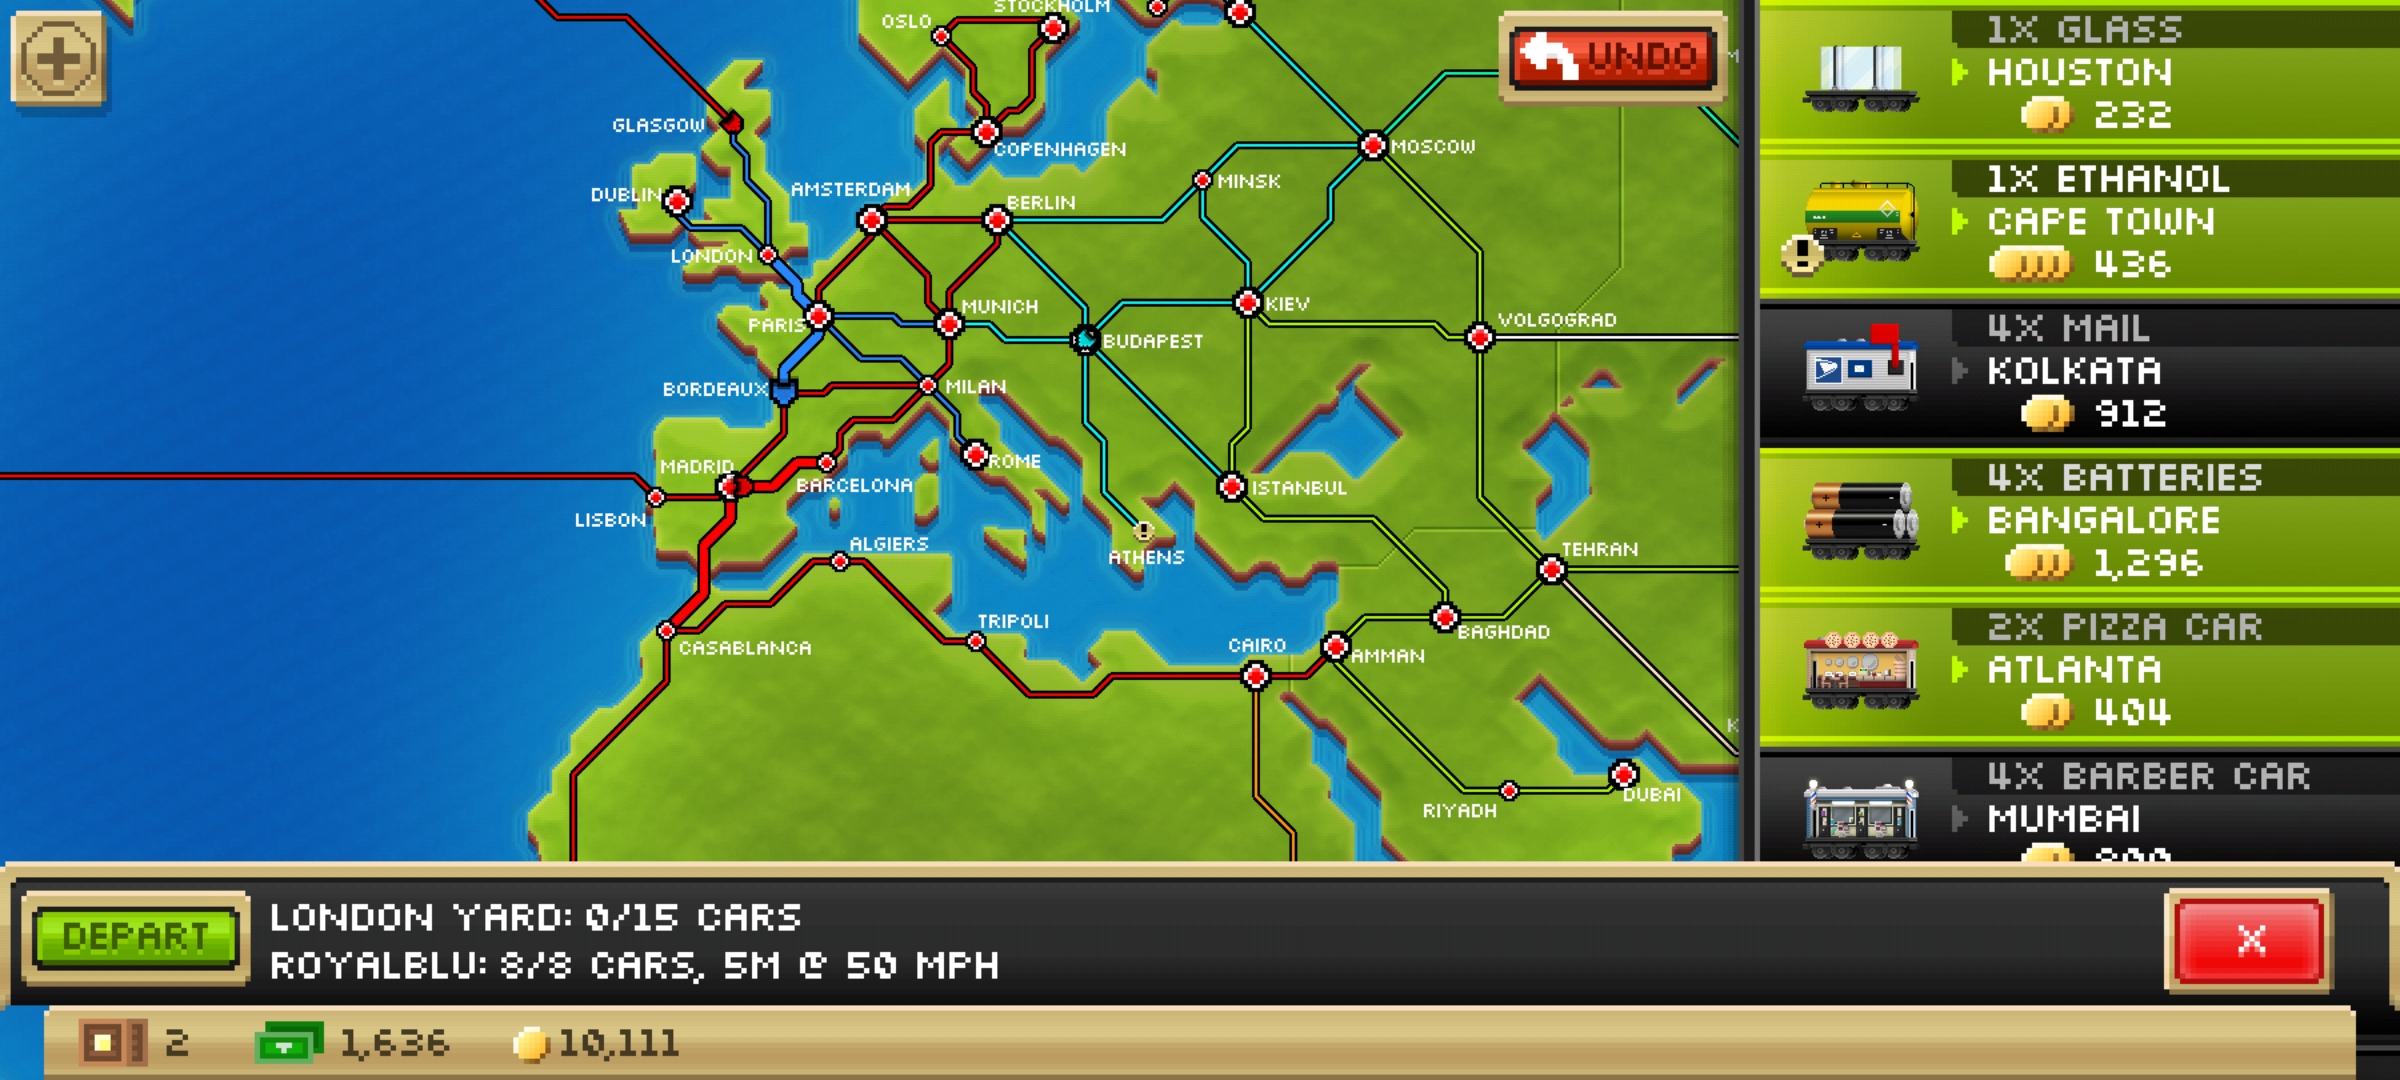 OSLO
STOCKHOLM
UNDO
GLASGOW
COPENHAGEN
MOSCOW
DUBLIN
AMSTERDAM
MINSK
BERLIN
LONDON
PARIS
MUNICH
KIEV
VOLGOGRAD
BUDAPEST
BORDEAUX
MILAN
MADRID
ROME
BARCELONA
ISTANBUL
LISBON
ALGIERS
ATHENS
TEHRAN
TRIPOLI
BAGHDAD
CASABLANCA
CAIRO
AMMAN
RIYADH
DUBAI
1X GLASS
HOUSTON
232
1X ETHANOL
CAPE TOWN
436
4X MAIL
KOLKATA
912
4X BATTERIES
BANGALORE
1,296
2X PIZZA CAR
ATLANTA
404
4X BARBER CAR
MUMBAI
DEPART
LONDON YARD: 0/15 CARS
ROYALBLU: 8/8 CARS, 5M @ 50 MPH
X
2
1,636
10,111